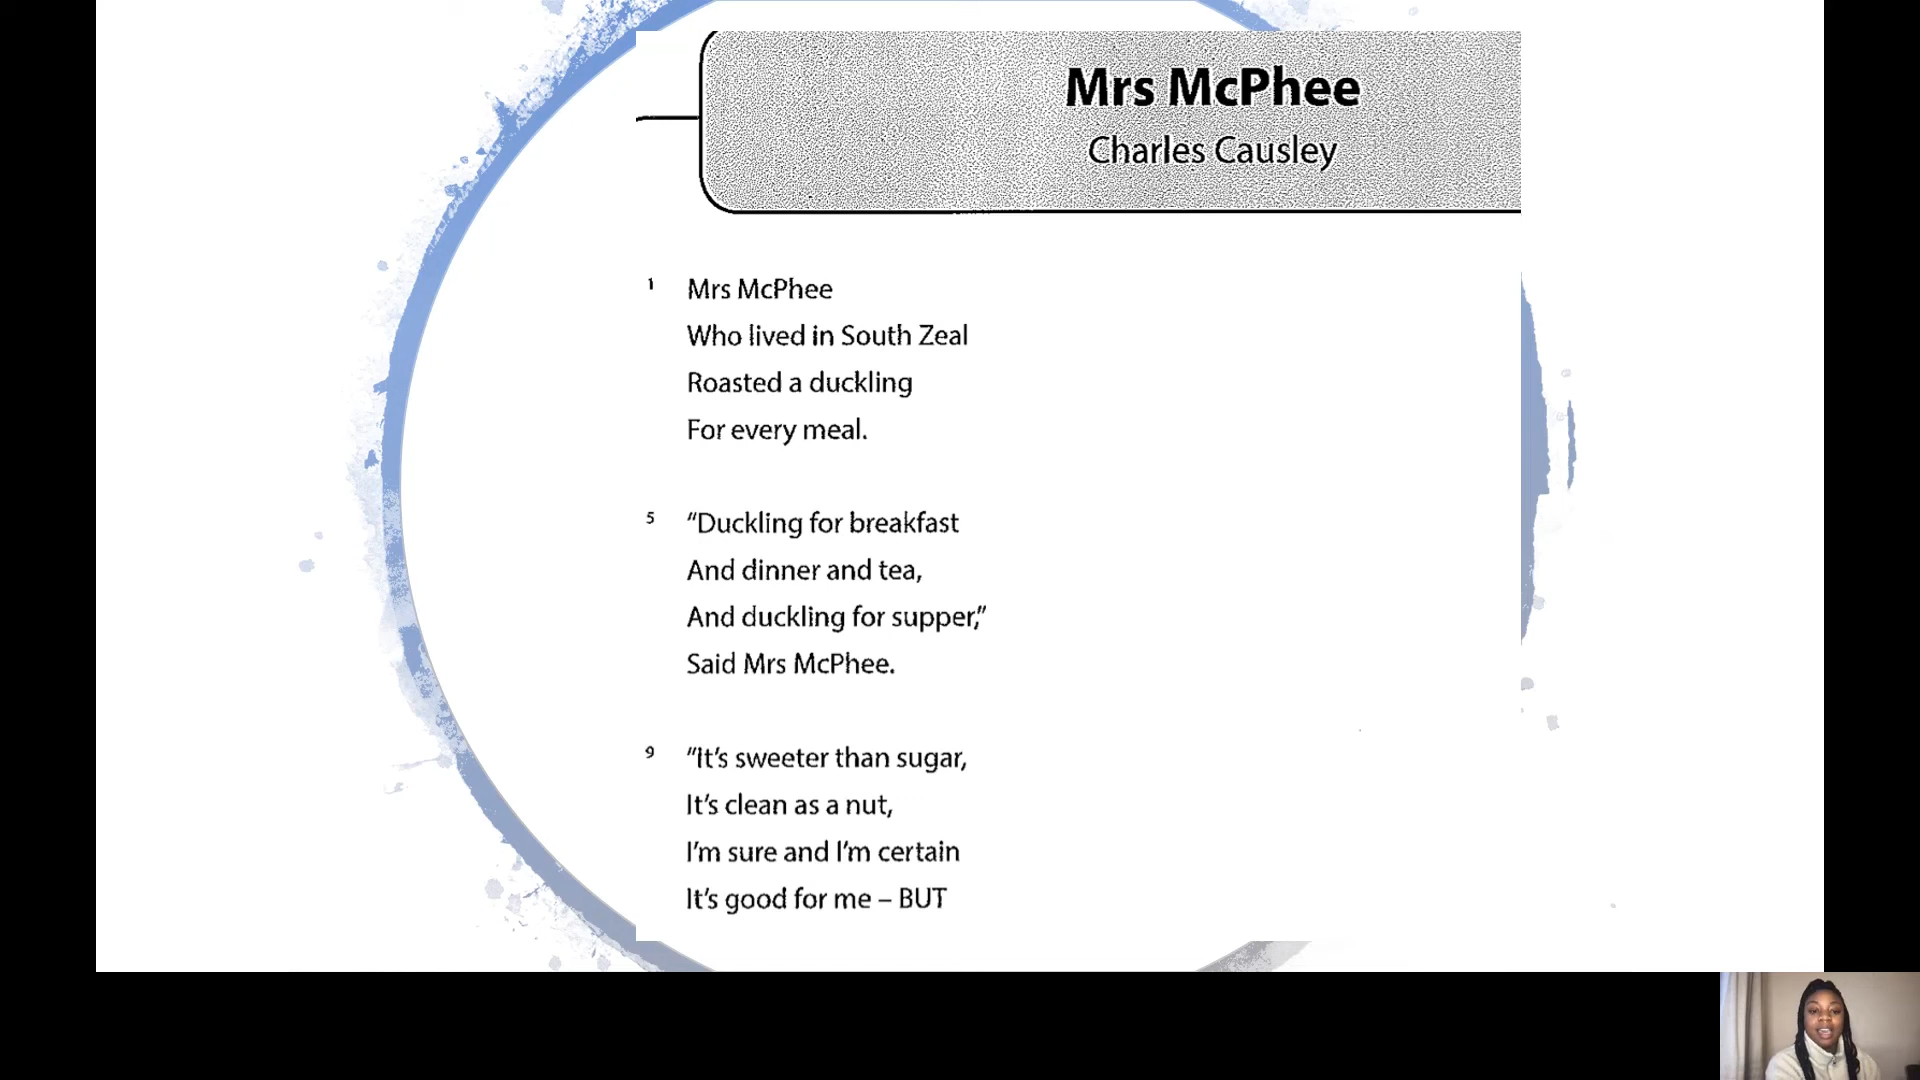 Mrs McPhee
Charles Causley
1 Mrs McPhee
Who lived in South Zeal
Roasted a duckling
For every meal.
5 “Duckling for breakfast
And dinner and tea,
And duckling for supper,”
Said Mrs McPhee.
9 “It’s sweeter than sugar,
It’s clean as a nut,
I’m sure and I’m certain
It’s good for me – BUT